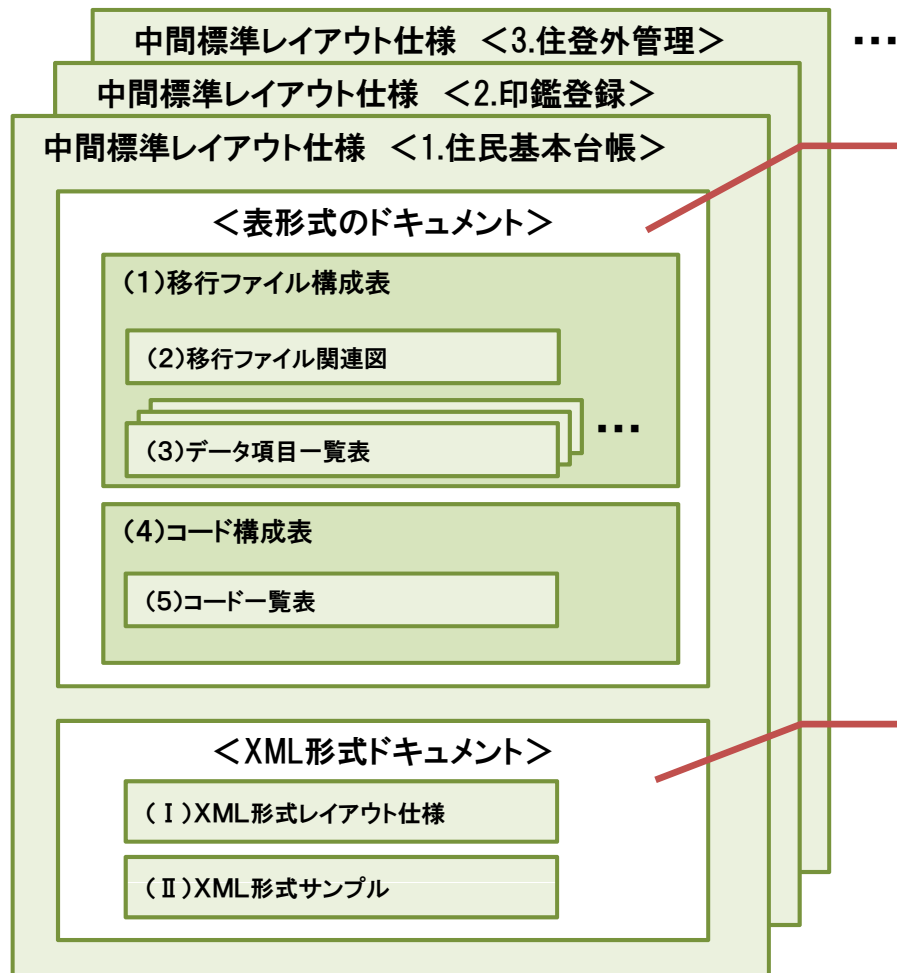 中間標準レイアウト仕様 <3.住登外管理>
…
中間標準レイアウト仕様 <2.印鑑登録>
中間標準レイアウト仕様 <1.住民基本台帳>
<表形式のドキュメント>
(1)移行ファイル構成表
(2)移行ファイル関連図
…
(3)データ項目一覧表
(4)コード構成表
(5)コード一覧表
<XML形式ドキュメント>
(Ⅰ)XML形式レイアウト仕様
(Ⅱ)XML形式サンプル